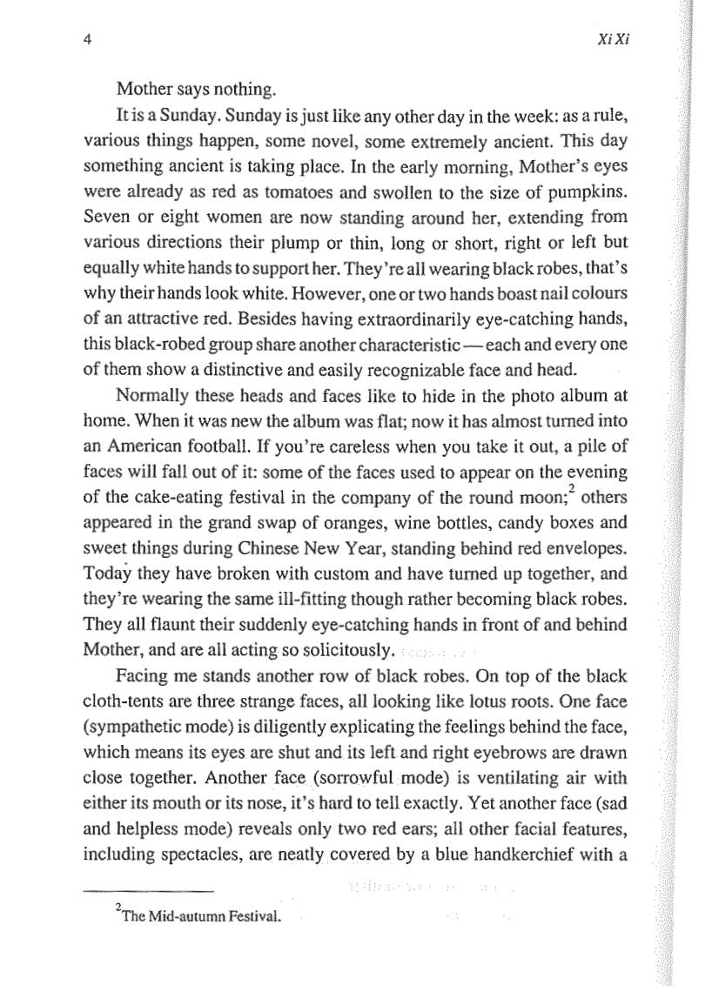 4
Xi Xi
Mother says nothing.
It is a Sunday. Sunday is just like any other day in the week: as a rule,
various things happen, some novel, some extremely ancient. This day
something ancient is taking place. In the early morning, Mother's eyes
were already as red as tomatoes and swollen to the size of pumpkins.
Seven or eight women are now standing around her, extending from
various directions their plump or thin, long or short, right or left but
equally white hands to support her. They're all wearing black robes, that's
why their hands look white. However, one or two hands boast nail colours
of an attractive red. Besides having extraordinarily eye-catching hands,
this black-robed group share another characteristic — each and every one
of them show a distinctive and easily recognizable face and head.
Normally these heads and faces like to hide in the photo album at
home. When it was new the album was flat; now it has almost turned into
an American football. If you're careless when you take it out, a pile of
faces will fall out of it: some of the faces used to appear on the evening
of the cake-eating festival in the company of the round moon;2 others
appeared in the grand swap of oranges, wine bottles, candy boxes and
sweet things during Chinese New Year, standing behind red envelopes.
Today they have broken with custom and have turned up together, and
they're wearing the same ill-fitting though rather becoming black robes.
They all flaunt their suddenly eye-catching hands in front of and behind
Mother, and are all acting so solicitously.
Facing me stands another row of black robes. On top of the black
cloth-tents are three strange faces, all looking like lotus roots. One face
(sympathetic mode) is diligently explicating the feelings behind the face,
which means its eyes are shut and its left and right eyebrows are drawn
close together. Another face (sorrowful mode) is ventilating air with
either its mouth or its nose, it's hard to tell exactly. Yet another face (sad
and helpless mode) reveals only two red ears; all other facial features,
including spectacles, are neatly covered by a blue handkerchief with a
2The Mid-autumn Festival.